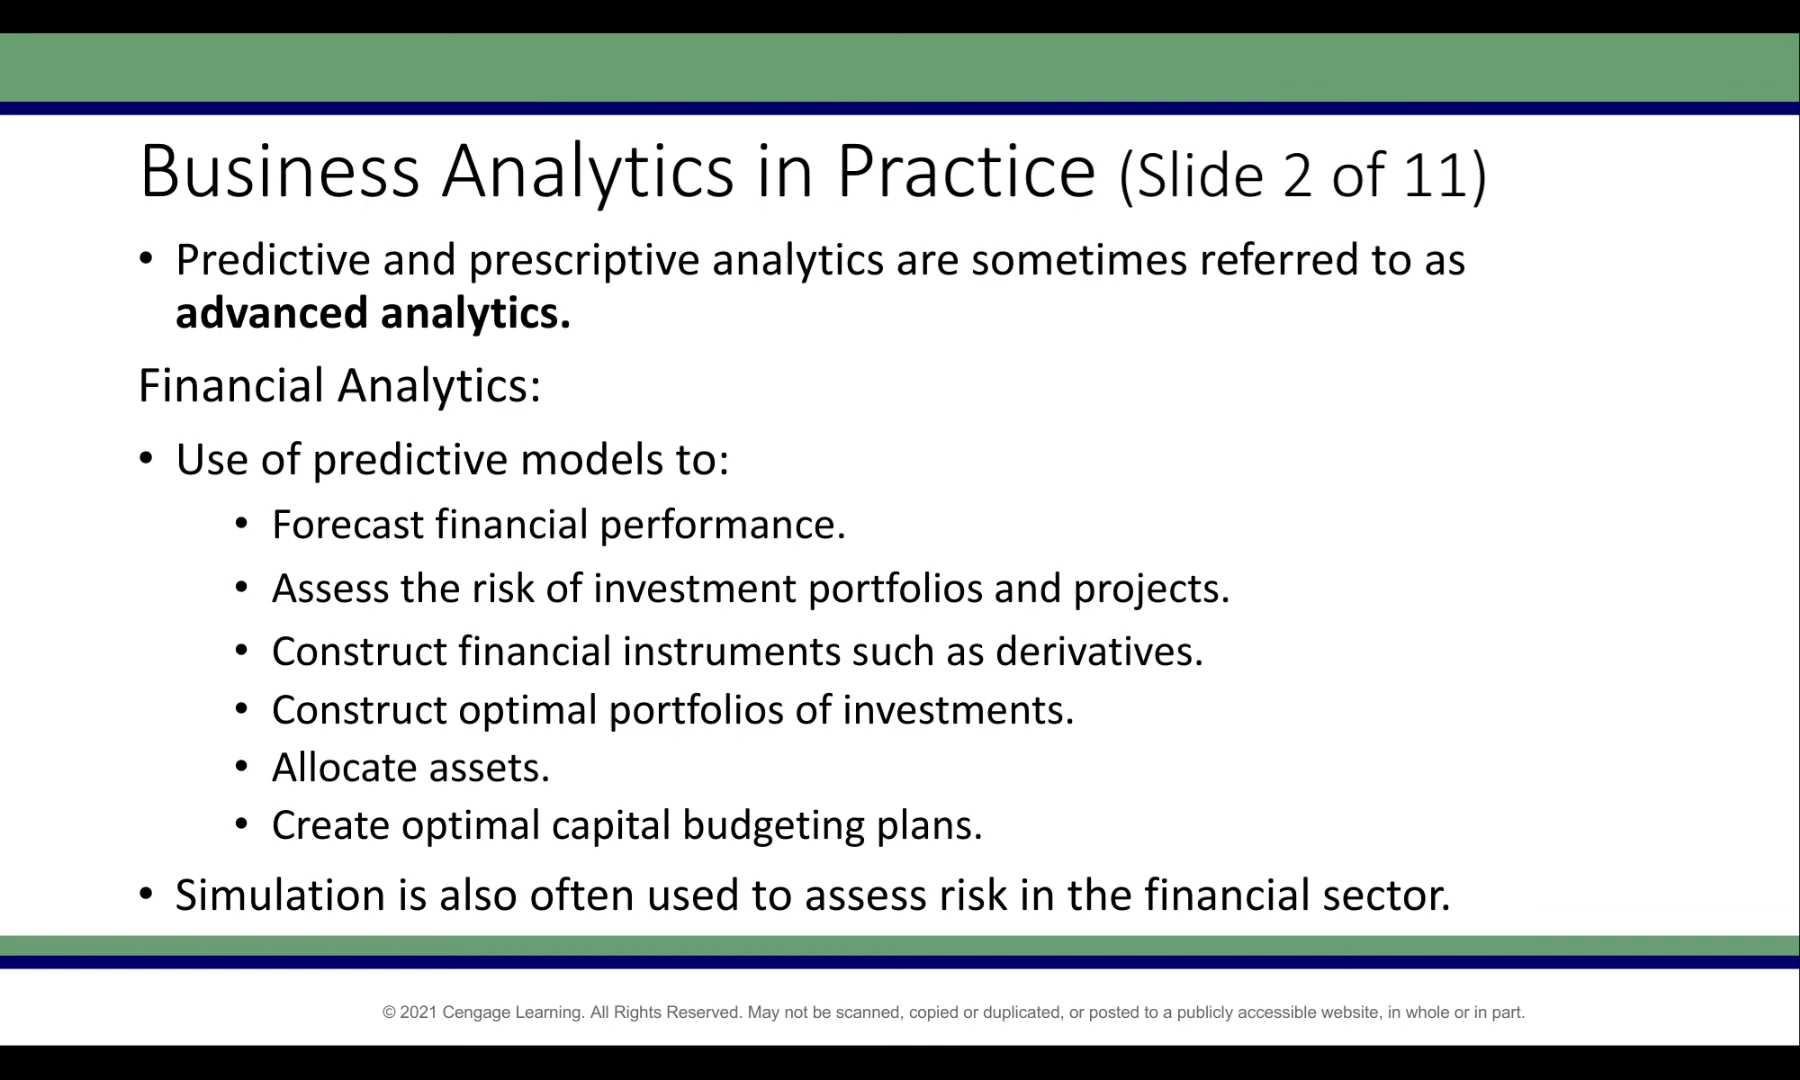 Business Analytics in Practice (Slide 2 of 11)
• Predictive and prescriptive analytics are sometimes referred to as
advanced analytics.
Financial Analytics:
• Use of predictive models to:
• Forecast financial performance.
• Assess the risk of investment portfolios and projects.
• Construct financial instruments such as derivatives.
• Construct optimal portfolios of investments.
• Allocate assets.
• Create optimal capital budgeting plans.
• Simulation is also often used to assess risk in the financial sector.
© 2021 Cengage Learning. All Rights Reserved. May not be scanned, copied or duplicated, or posted to a publicly accessible website, in whole or in part.